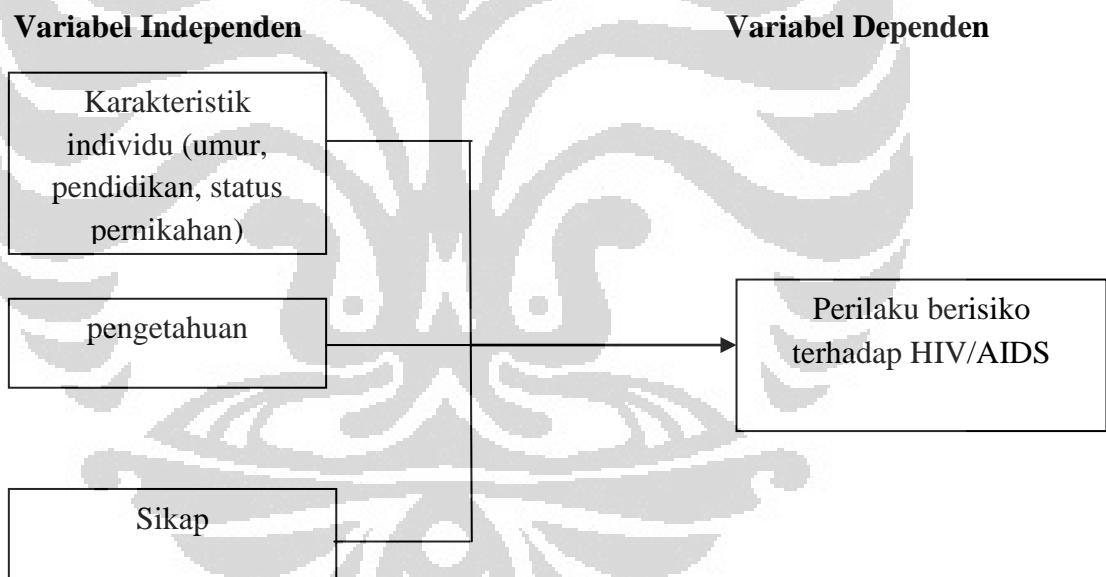 Variabel Independen
Variabel Dependen
Karakteristik
individu (umur,
pendidikan, status
pernikahan)
pengetahuan
Perilaku berisiko
terhadap HIV/AIDS
Sikap